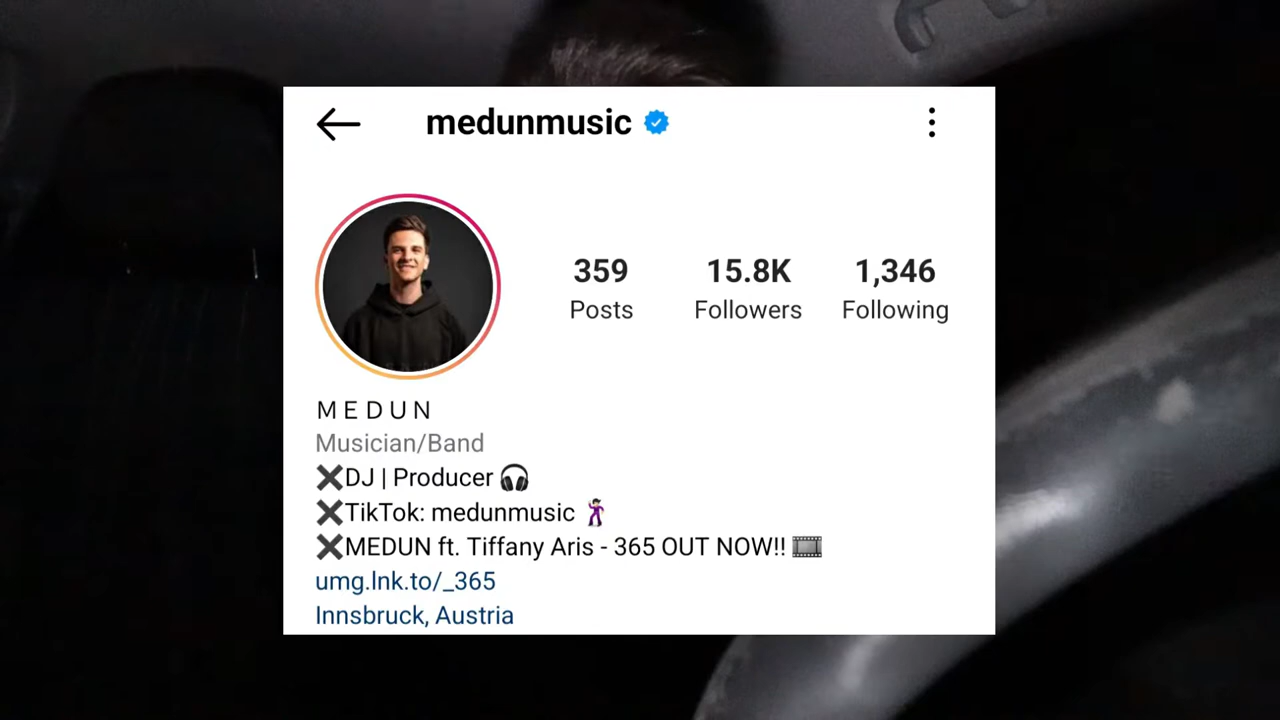 medunmusic
359 15.8K 1,346
Posts Followers Following
M E D U N
Musician/Band
❌DJ | Producer 🎧
❌TikTok: medunmusic 🕺🏻
❌MEDUN ft. Tiffany Aris - 365 OUT NOW!! 🎞️
umg.lnk.to/_365
Innsbruck, Austria